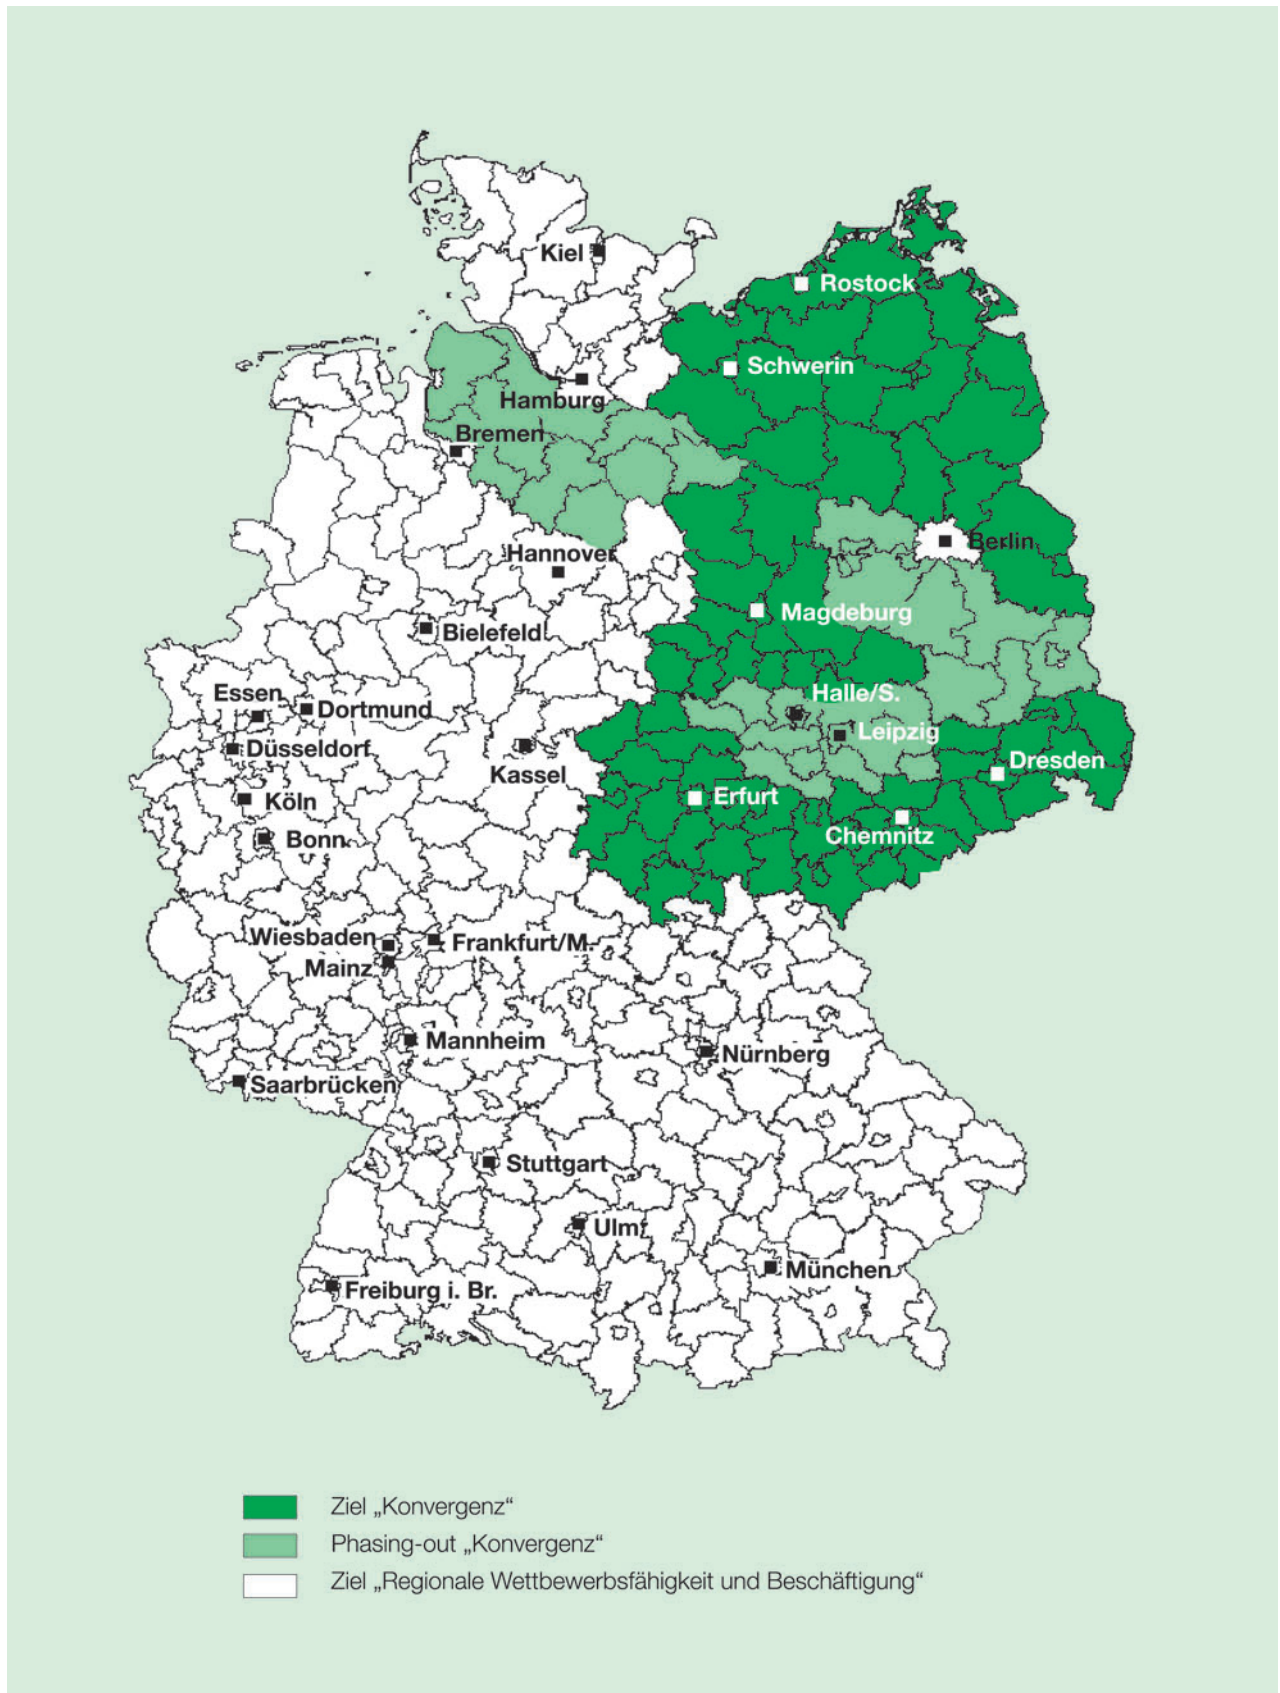 Kiel
Rostock
Schwerin
Hamburg
Bremen
Hannover
Berlin
Magdeburg
Bielefeld
Essen
Dortmund
Halle/S.
Leipzig
Düsseldorf
Kassel
Dresden
Köln
Erfurt
Chemnitz
Bonn
Wiesbaden
Frankfurt/M.
Mainz
Mannheim
Nürnberg
Saarbrücken
Stuttgart
Ulm
München
Freiburg i. Br.
Ziel „Konvergenz“
Phasing-out „Konvergenz“
Ziel „Regionale Wettbewerbsfähigkeit und Beschäftigung“